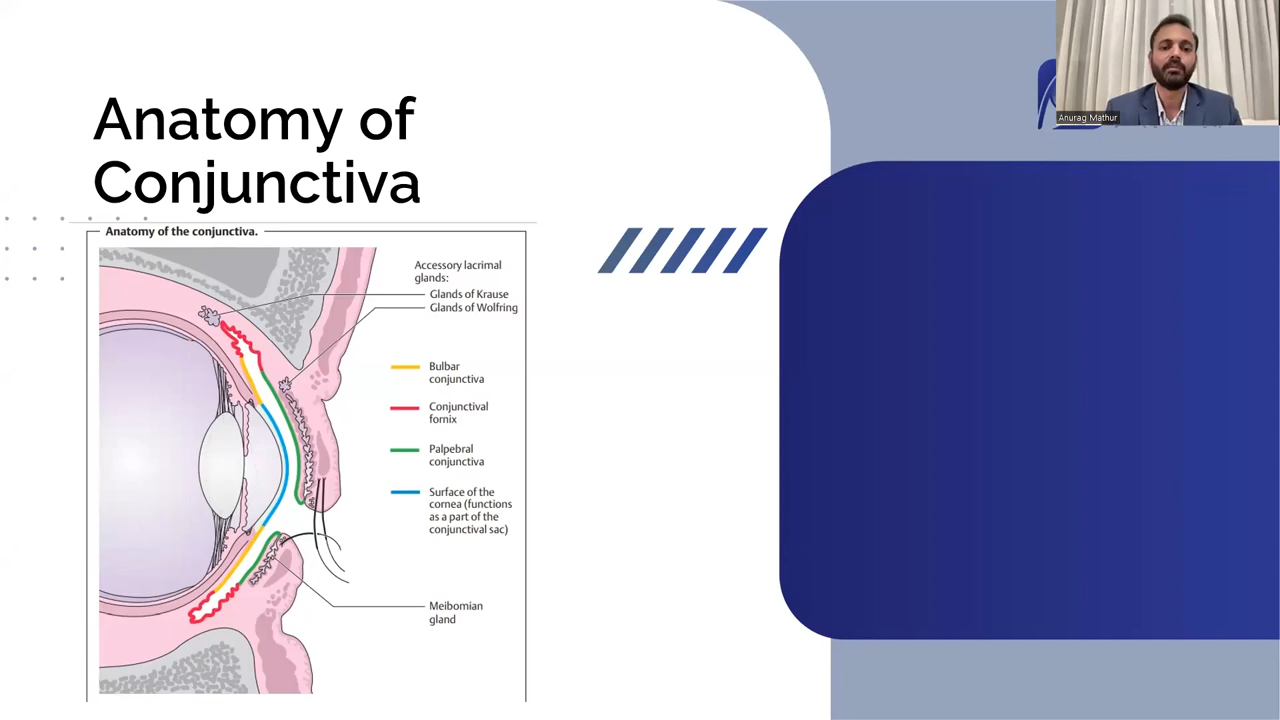 Anatomy of
Conjunctiva
Anatomy of the conjunctiva.
Accessory lacrimal
glands:
Glands of Krause
Glands of Wolfring
Bulbar
conjunctiva
Conjunctival
fornix
Palpebral
conjunctiva
Surface of the
cornea (functions
as a part of the
conjunctival sac)
Meibomian
gland
Anurag Mathur